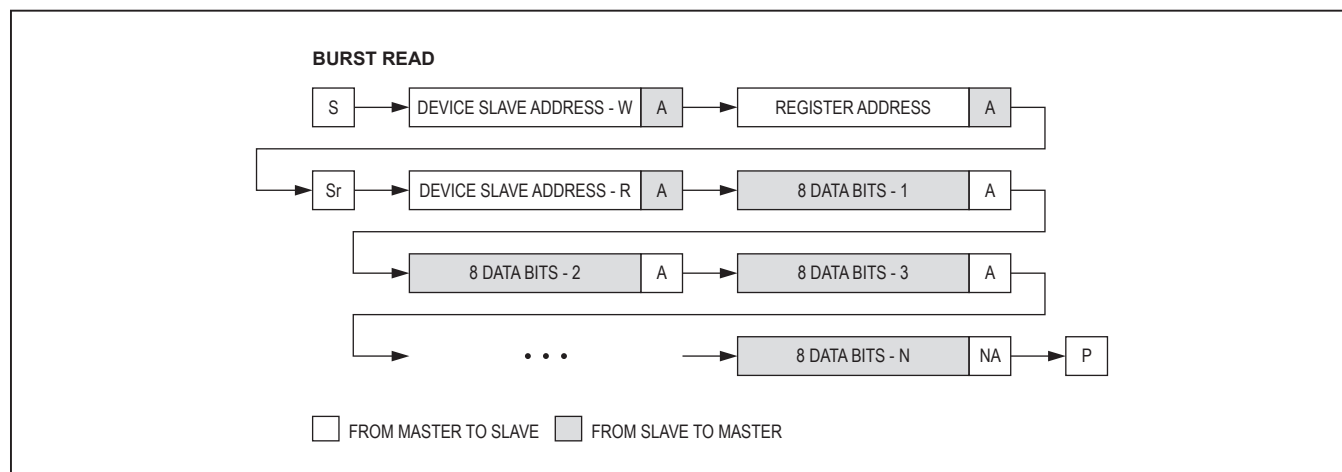 BURST READ
S DEVICE SLAVE ADDRESS - W A REGISTER ADDRESS A
Sr DEVICE SLAVE ADDRESS - R A 8 DATA BITS - 1 A
8 DATA BITS - 2 A 8 DATA BITS - 3 A
• • • 8 DATA BITS - N NA P
FROM MASTER TO SLAVE FROM SLAVE TO MASTER